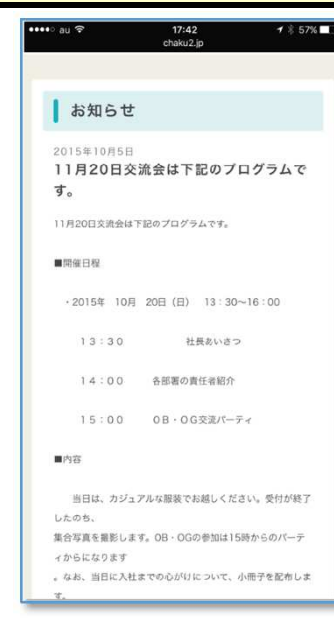 au 17:42 57%
chaku2.jp
お知らせ
2015年10月5日
11月20日交流会は下記のプログラムで
す。
11月20日交流会は下記のプログラムです。
■開催日程
・2015年 10月 20日（日） 13：30～16：00
１３：３０ 社長あいさつ
１４：００ 各部署の責任者紹介
１５：００ ＯＢ・ＯＧ交流パーティ
■内容
当日は、カジュアルな服装でお越しください。受付が終了
したのち、
集合写真を撮影します。OB・OGの参加は15時からのパーテ
ィからになります
。なお、当日に入社までの心がけについて、小冊子を配布しま
す。